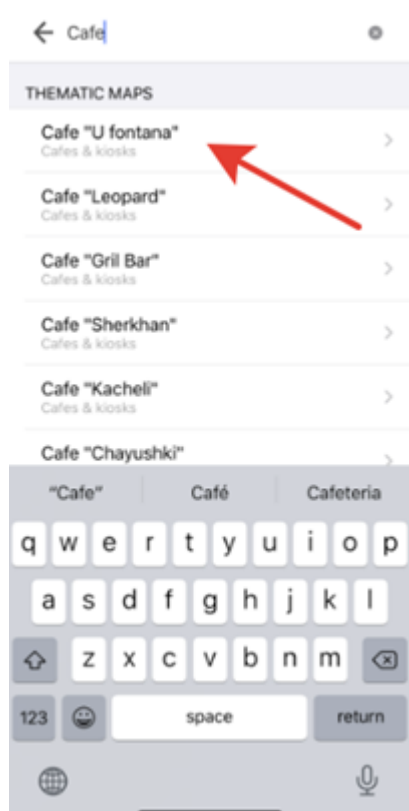 Cafe
THEMATIC MAPS
Cafe "U fontana"
Cafes & kiosks
Cafe "Leopard"
Cafes & kiosks
Cafe "Gril Bar"
Cafes & kiosks
Cafe "Sherkhan"
Cafes & kiosks
Cafe "Kacheli"
Cafes & kiosks
Cafe "Chayushki"
"Cafe" Café Cafeteria
q w e r t y u i o p
a s d f g h j k l
z x c v b n m
123 space return